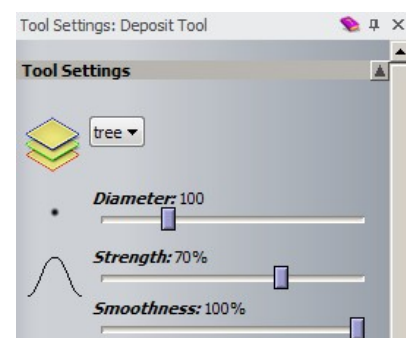 Tool Settings: Deposit Tool
Tool Settings
tree
Diameter: 100
Strength: 70%
Smoothness: 100%